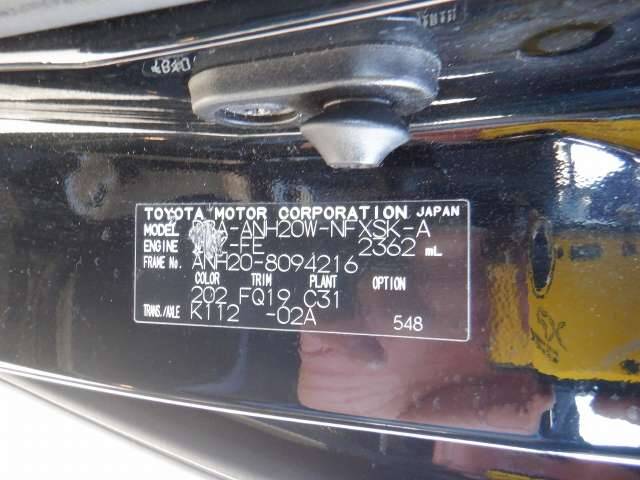 TOYOTA MOTOR CORPORATION JAPAN
MODEL A-ANH20W-NFXSK-A
ENGINE -FE 2362 mL
FRAME No. ANH20-8094216
COLOR TRIM PLANT OPTION
202 FQ19 C31
TRANS./AXLE K112 -02A 548